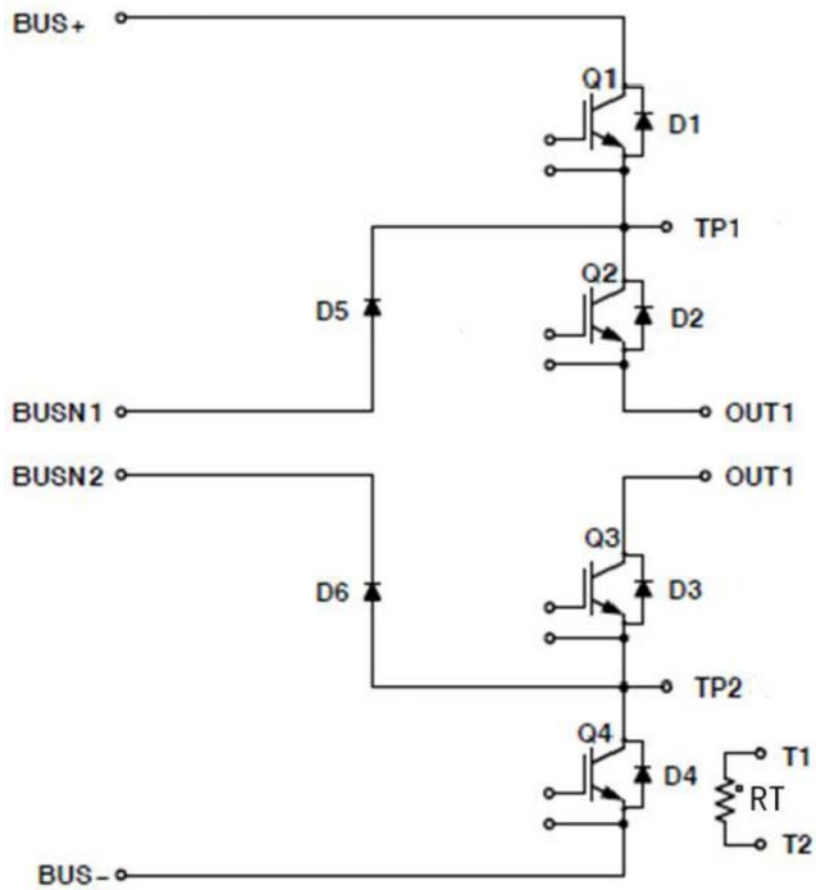 BUS+
Q1
D1
TP1
Q2
D5
D2
BUSN1
OUT1
BUSN2
OUT1
Q3
D6
D3
TP2
Q4
T1
D4
RT
T2
BUS-